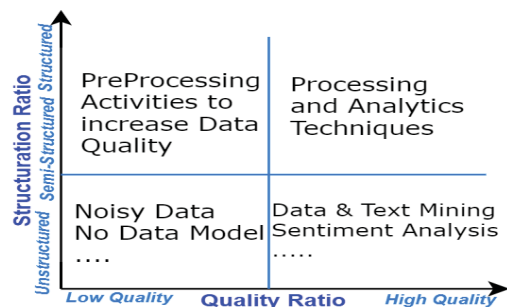 Structuration Ratio
Unstructured Semi-Structured Structured
PreProcessing
Activities to
increase Data
Quality
Processing
and Analytics
Techniques
Noisy Data
No Data Model
....
Data & Text Mining
Sentiment Analysis
.....
Low Quality Quality Ratio High Quality